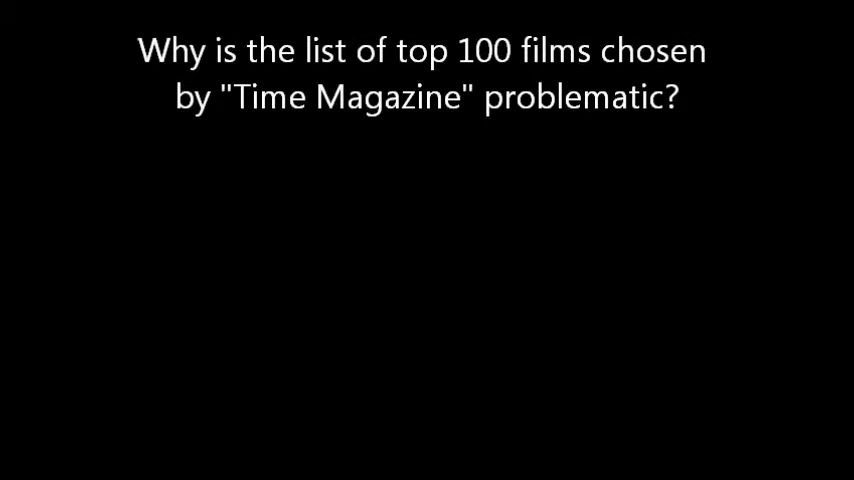 Why is the list of top 100 films chosen
by "Time Magazine" problematic?